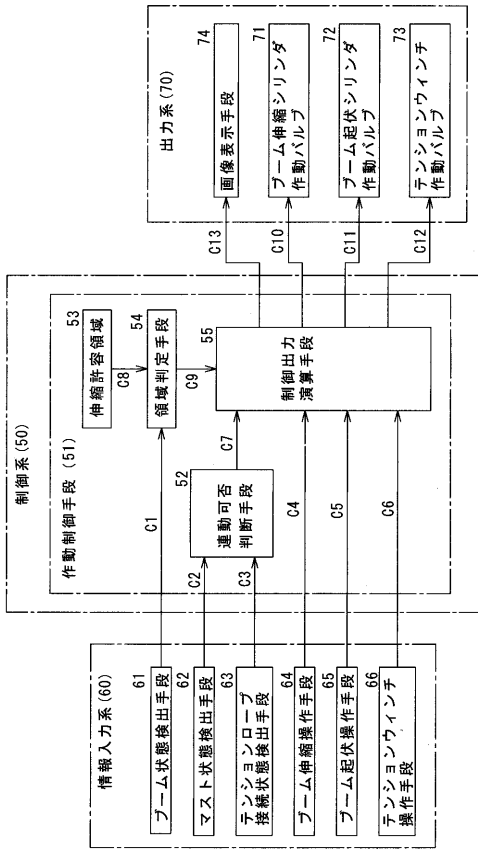 情報入力系(60)
61
ブーム状態検出手段
62
マスト状態検出手段
63
テンションロープ
接続状態検出手段
64
ブーム伸縮操作手段
65
ブーム起伏操作手段
66
テンションウィンチ
操作手段
制御系(50)
作動制御手段(51)
53
伸縮許容領域
54
領域判定手段
52
連動可否
判断手段
55
制御出力
演算手段
C1
C2
C3
C4
C5
C6
C7
C8
C9
C13
C10
C11
C12
出力系(70)
74
画像表示手段
71
ブーム伸縮シリンダ
作動バルブ
72
ブーム起伏シリンダ
作動バルブ
73
テンションウィンチ
作動バルブ